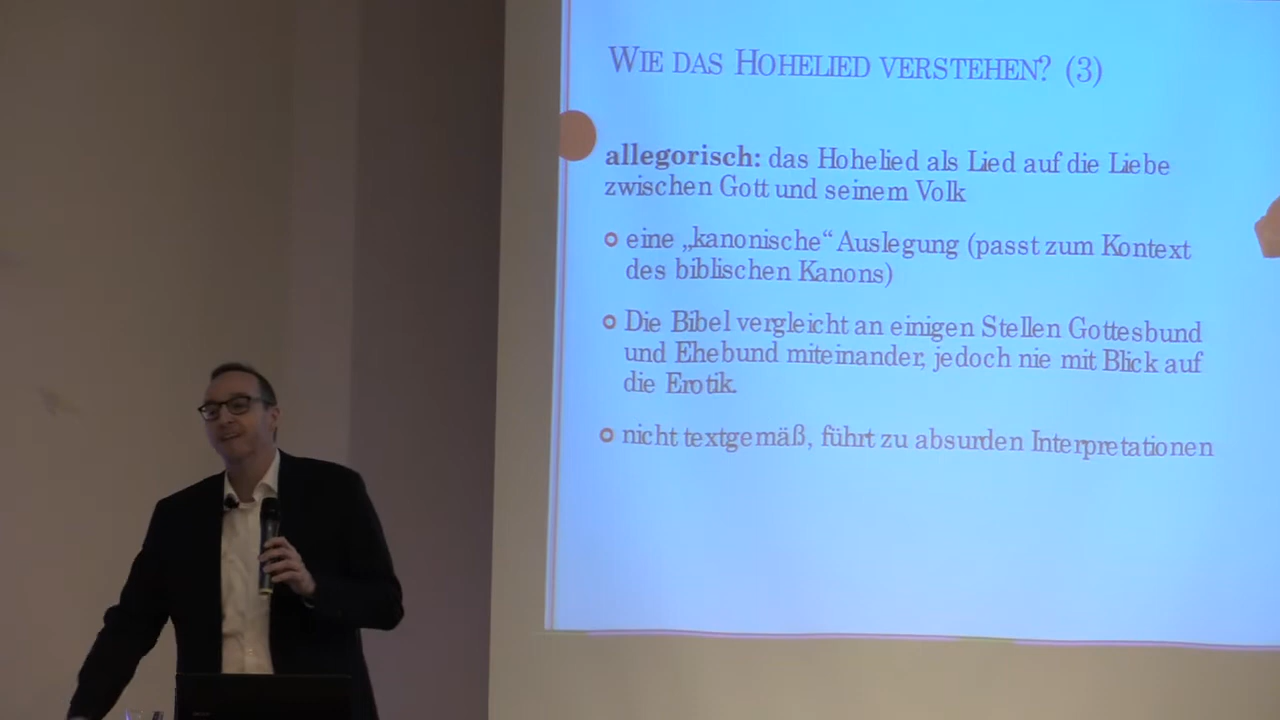 WIE DAS HOHELIED VERSTEHEN? (3)
allegorisch: das Hohelied als Lied auf die Liebe
zwischen Gott und seinem Volk
eine „kanonische“ Auslegung (passt zum Kontext
des biblischen Kanons)
Die Bibel vergleicht an einigen Stellen Gottesbund
und Ehebund miteinander, jedoch nie mit Blick auf
die Erotik.
nicht textgemäß, führt zu absurden Interpretationen